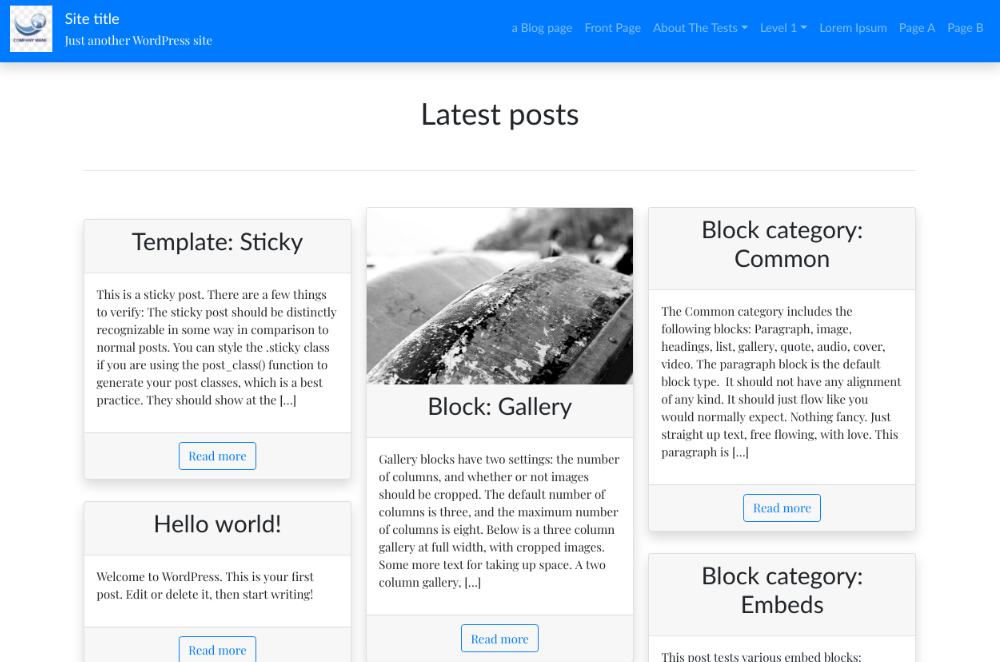 COMPANY NAME
Site title
Just another WordPress site
a Blog page Front Page About The Tests Level 1 Lorem Ipsum Page A Page B
Latest posts
Template: Sticky
This is a sticky post. There are a few things
to verify: The sticky post should be distinctly
recognizable in some way in comparison to
normal posts. You can style the .sticky class
if you are using the post_class() function to
generate your post classes, which is a best
practice. They should show at the [...]
Read more
Hello world!
Welcome to WordPress. This is your first
post. Edit or delete it, then start writing!
Read more
Block: Gallery
Gallery blocks have two settings: the number
of columns, and whether or not images
should be cropped. The default number of
columns is three, and the maximum number
of columns is eight. Below is a three column
gallery at full width, with cropped images.
Some more text for taking up space. A two
column gallery, [...]
Read more
Block category:
Common
The Common category includes the
following blocks: Paragraph, image,
headings, list, gallery, quote, audio, cover,
video. The paragraph block is the default
block type.  It should not have any alignment
of any kind. It should just flow like you
would normally expect. Nothing fancy. Just
straight up text, free flowing, with love. This
paragraph is [...]
Read more
Block category:
Embeds
This post tests various embed blocks: